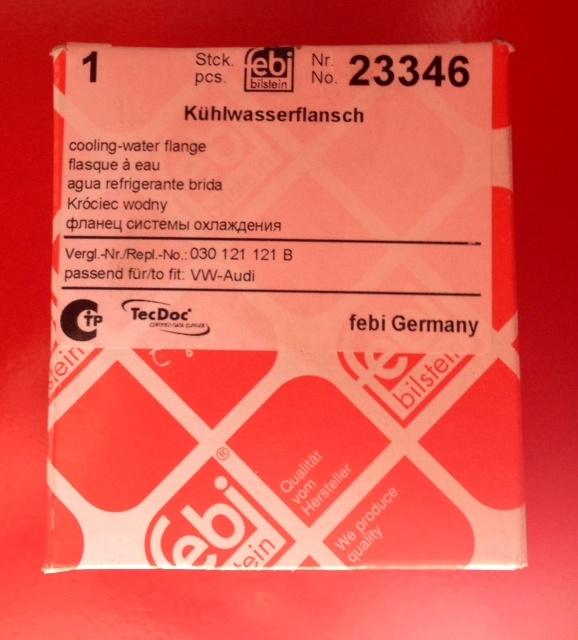 1 Stck. febi Nr. 23346
pcs. bilstein No.
Kühlwasserflansch
cooling-water flange
flasque à eau
agua refrigerante brida
Króciec wodny
фланец системы охлаждения
Vergl.-Nr./Repl.-No.: 030 121 121 B
passend für/to fit: VW-Audi
CTP TecDoc
febi Germany
bilstein
Qualität
vom
Hersteller
We produce
quality
febi ®